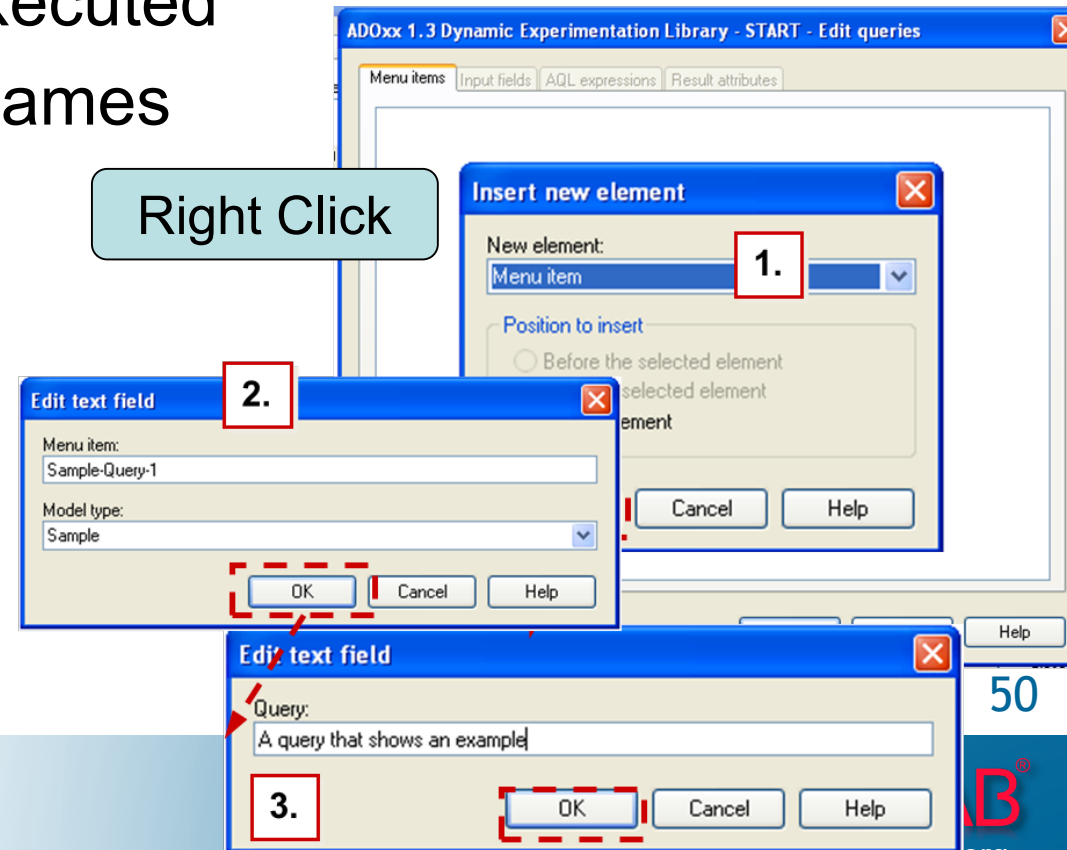 xecuted
ames
Right Click
ADOxx 1.3 Dynamic Experimentation Library - START - Edit queries
Menu items Input fields AQL expressions Result attributes
Insert new element
New element:
1.
Menu item
Position to insert
Before the selected element
selected element
ement
Cancel Help
Edit text field
2.
Menu item:
Sample-Query-1
Model type:
Sample
OK Cancel Help
Help
Edit text field
Query:
A query that shows an example
3.
OK Cancel Help
50
AB®